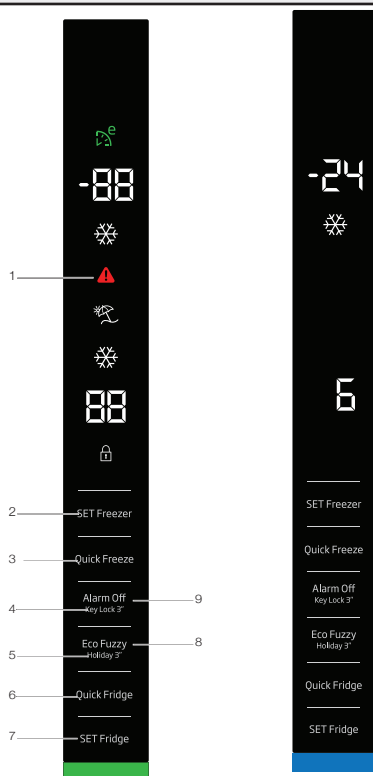 e
-88
1
88
2
SET Freezer
3
Quick Freeze
Alarm Off
9
4
Key Lock 3"
Eco Fuzzy
8
5
Holiday 3"
6
Quick Fridge
7
SET Fridge
-24
6
SET Freezer
Quick Freeze
Alarm Off
Key Lock 3"
Eco Fuzzy
Holiday 3"
Quick Fridge
SET Fridge